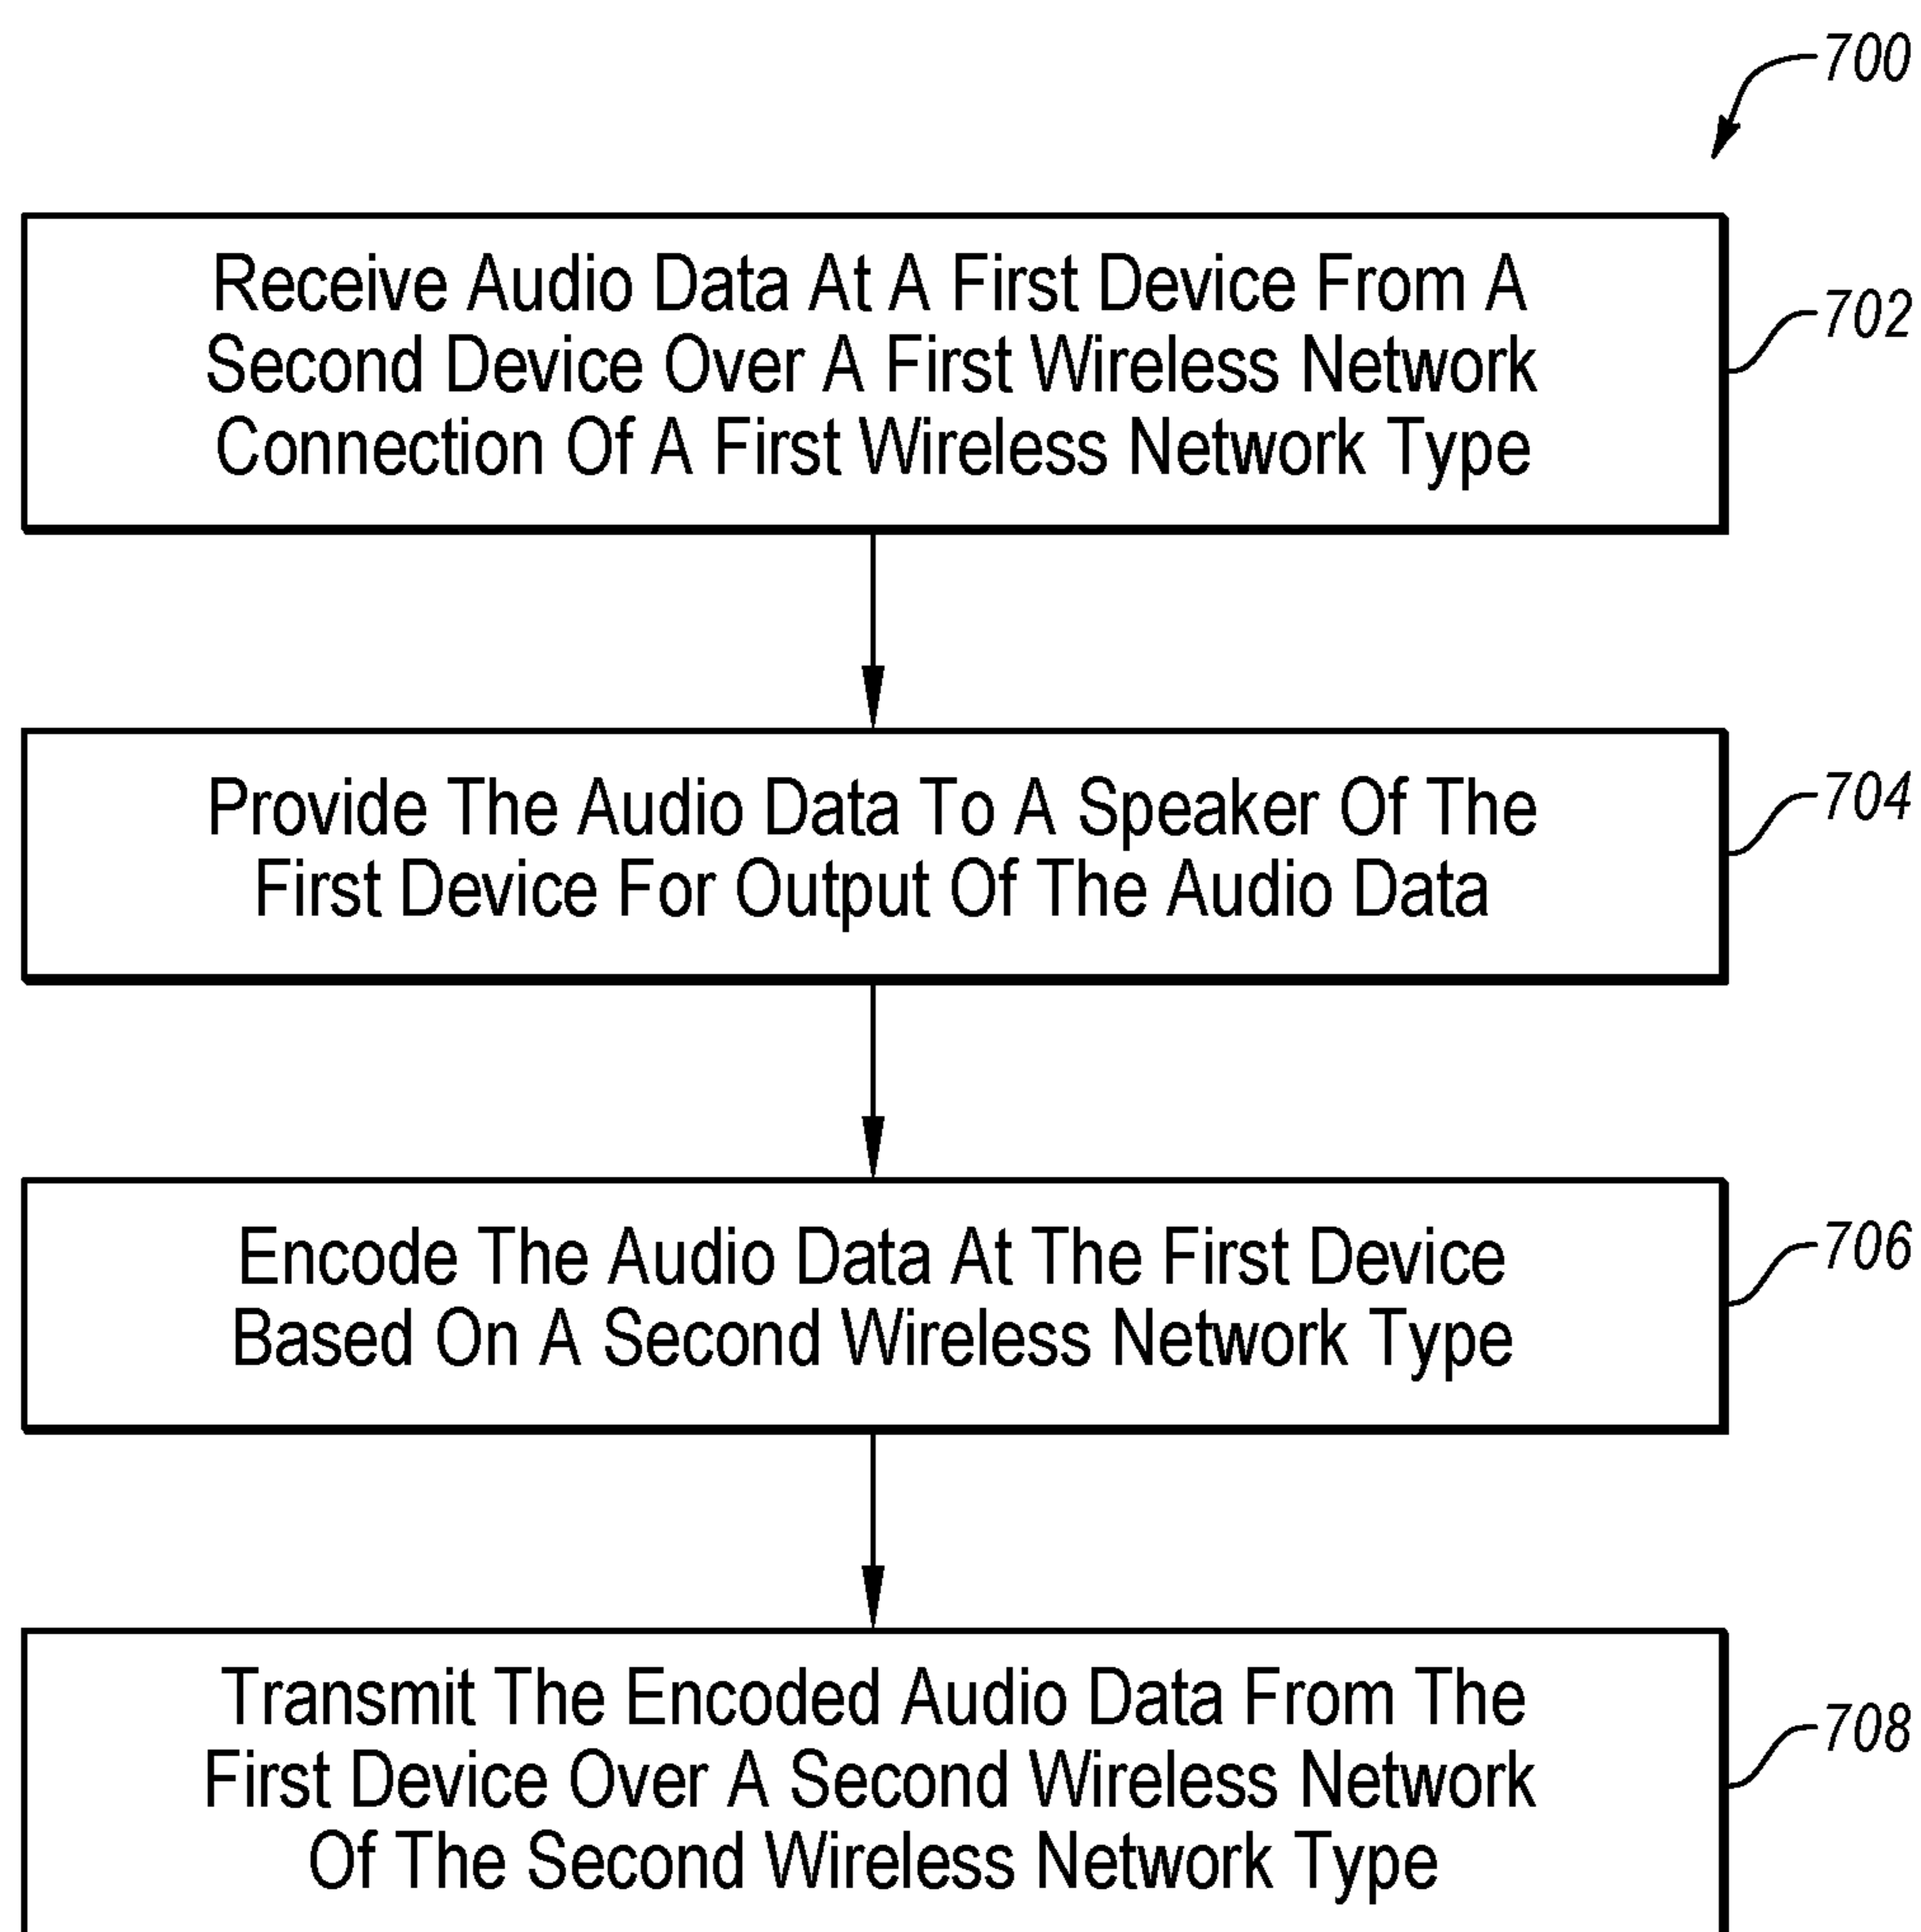 700
Receive Audio Data At A First Device From A
Second Device Over A First Wireless Network
Connection Of A First Wireless Network Type
702
Provide The Audio Data To A Speaker Of The
First Device For Output Of The Audio Data
704
Encode The Audio Data At The First Device
Based On A Second Wireless Network Type
706
Transmit The Encoded Audio Data From The
First Device Over A Second Wireless Network
Of The Second Wireless Network Type
708